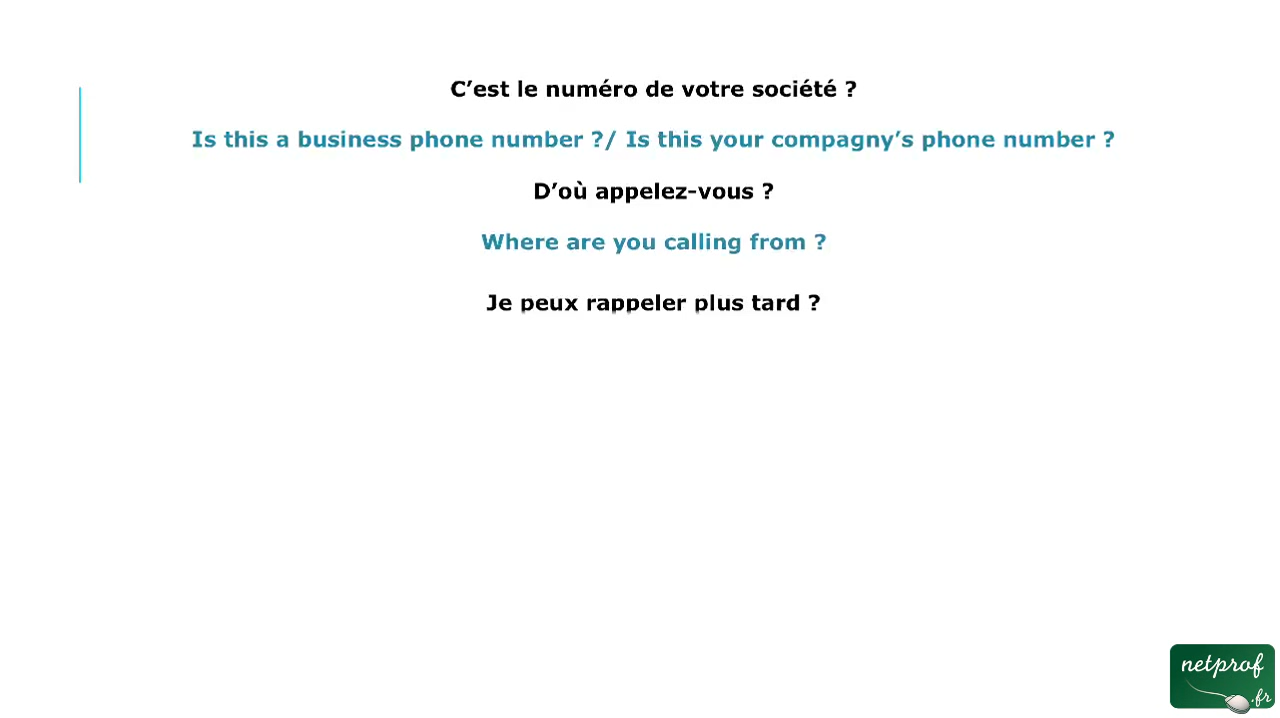 C’est le numéro de votre société ?
Is this a business phone number ?/ Is this your compagny’s phone number ?
D’où appelez-vous ?
Where are you calling from ?
Je peux rappeler plus tard ?
netprof
.fr